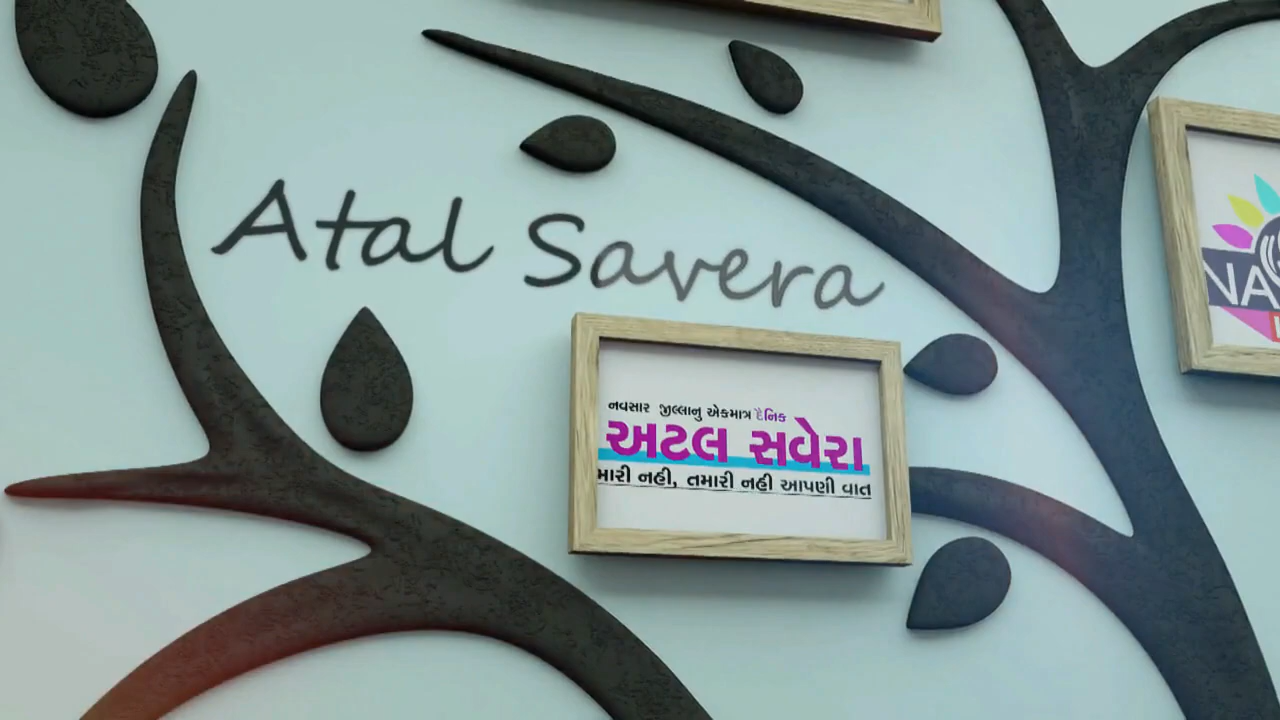 Atal Savera
નવસાર જીલ્લાનુ એકમાત્ર દૈનિક
અટલ સવેરા
મારી નહી, તમારી નહી આપણી વાત